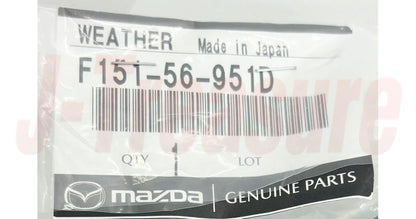 WEATHER Made in Japan
F151-56-951D
QTY 1 LOT
mazda GENUINE PARTS
J-Treasure